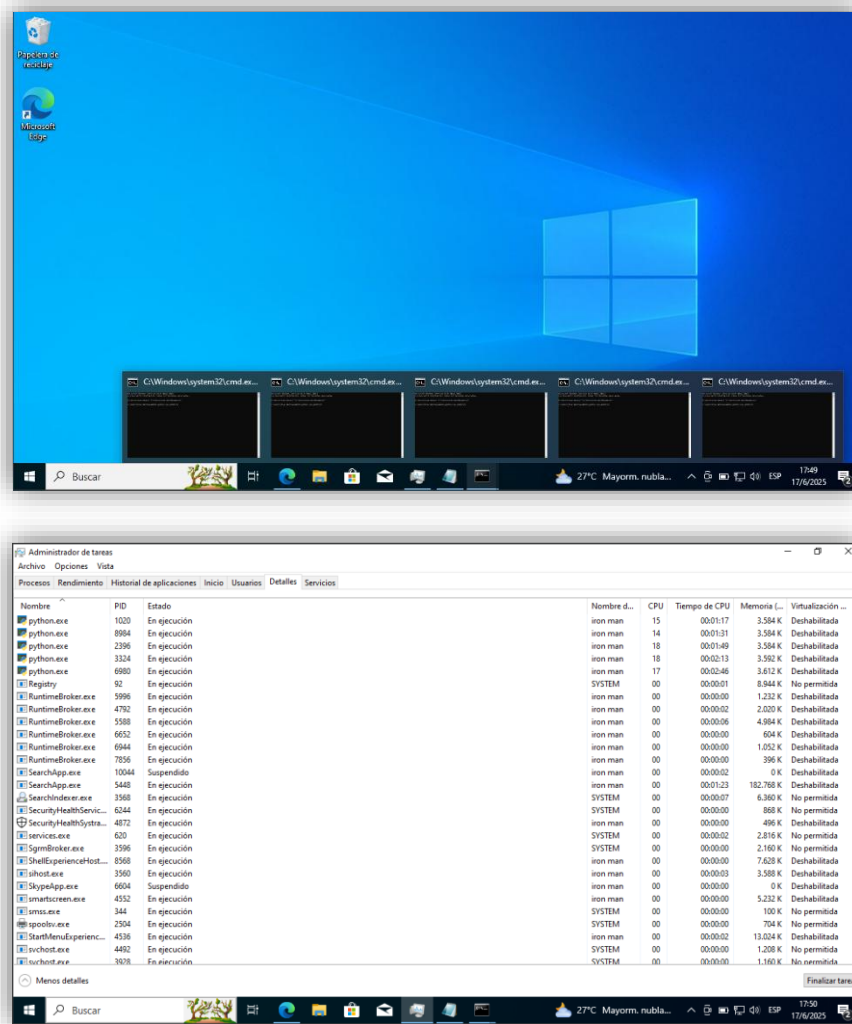 Papelera de
reciclaje
Microsoft
Edge
C:\Windows\system32\cmd.ex... C:\Windows\system32\cmd.ex... C:\Windows\system32\cmd.ex... C:\Windows\system32\cmd.ex... C:\Windows\system32\cmd.ex...
Buscar 27°C Mayorm. nubla... ESP 17:49
17/6/2025
Administrador de tareas
Archivo Opciones Vista
Procesos Rendimiento Historial de aplicaciones Inicio Usuarios Detalles Servicios
Nombre PID Estado Nombre d... CPU Tiempo de CPU Memoria (... Virtualización ...
python.exe 1020 En ejecución iron man 15 00:01:17 3.584 K Deshabilitada
python.exe 8984 En ejecución iron man 14 00:01:31 3.584 K Deshabilitada
python.exe 2396 En ejecución iron man 18 00:01:49 3.584 K Deshabilitada
python.exe 3324 En ejecución iron man 18 00:02:13 3.592 K Deshabilitada
python.exe 6980 En ejecución iron man 17 00:02:46 3.612 K Deshabilitada
Registry 92 En ejecución SYSTEM 00 00:00:01 8.944 K No permitida
RuntimeBroker.exe 5996 En ejecución iron man 00 00:00:00 1.232 K Deshabilitada
RuntimeBroker.exe 4792 En ejecución iron man 00 00:00:02 2.020 K Deshabilitada
RuntimeBroker.exe 5588 En ejecución iron man 00 00:00:06 4.984 K Deshabilitada
RuntimeBroker.exe 6652 En ejecución iron man 00 00:00:00 604 K Deshabilitada
RuntimeBroker.exe 6944 En ejecución iron man 00 00:00:00 1.052 K Deshabilitada
RuntimeBroker.exe 7856 En ejecución iron man 00 00:00:00 396 K Deshabilitada
SearchApp.exe 10044 Suspendido iron man 00 00:00:02 0 K Deshabilitada
SearchApp.exe 5448 En ejecución iron man 00 00:01:23 182.768 K Deshabilitada
SearchIndexer.exe 3568 En ejecución SYSTEM 00 00:00:07 6.360 K No permitida
SecurityHealthServic... 6244 En ejecución SYSTEM 00 00:00:00 868 K No permitida
SecurityHealthSystra... 4872 En ejecución iron man 00 00:00:00 496 K Deshabilitada
services.exe 620 En ejecución SYSTEM 00 00:00:02 2.816 K No permitida
SgrmBroker.exe 3596 En ejecución SYSTEM 00 00:00:00 2.160 K No permitida
ShellExperienceHost.... 8568 En ejecución iron man 00 00:00:00 7.628 K Deshabilitada
sihost.exe 3560 En ejecución iron man 00 00:00:03 3.588 K Deshabilitada
SkypeApp.exe 6604 Suspendido iron man 00 00:00:00 0 K Deshabilitada
smartscreen.exe 4552 En ejecución iron man 00 00:00:00 5.232 K Deshabilitada
smss.exe 344 En ejecución SYSTEM 00 00:00:00 100 K No permitida
spoolsv.exe 2504 En ejecución SYSTEM 00 00:00:00 704 K No permitida
StartMenuExperienc... 4536 En ejecución iron man 00 00:00:02 13.024 K Deshabilitada
svchost.exe 4492 En ejecución SYSTEM 00 00:00:00 1.208 K No permitida
svchost.exe 3928 En ejecución SYSTEM 00 00:00:00 1.160 K No permitida
Menos detalles Finalizar tarea
Buscar 27°C Mayorm. nubla... ESP 17:50
17/6/2025